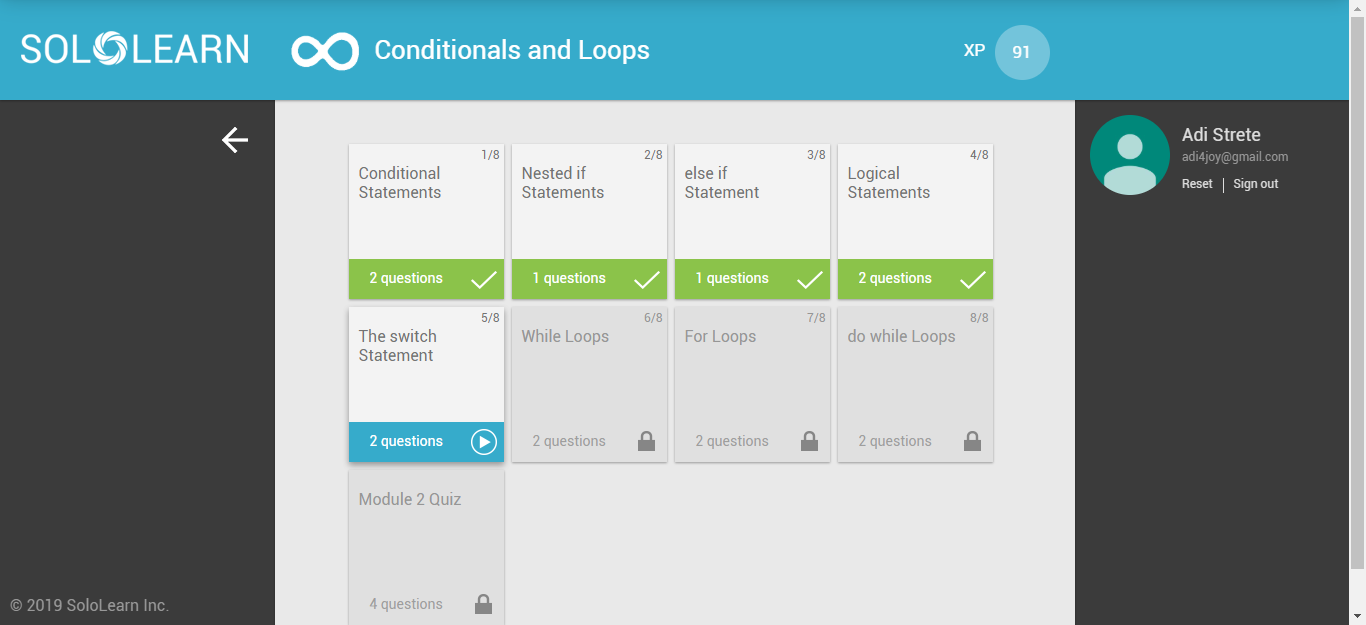 SOLOLEARN
Conditionals and Loops
XP
91
Adi Strete
adi4joy@gmail.com
Reset | Sign out
1/8
Conditional
Statements
2 questions
2/8
Nested if
Statements
1 questions
3/8
else if
Statement
1 questions
4/8
Logical
Statements
2 questions
5/8
The switch
Statement
2 questions
6/8
While Loops
2 questions
7/8
For Loops
2 questions
8/8
do while Loops
2 questions
Module 2 Quiz
4 questions
© 2019 SoloLearn Inc.